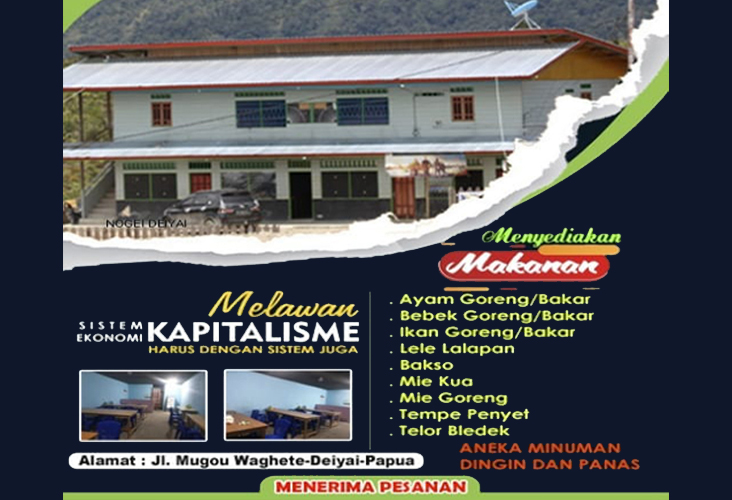 NOGEI DEIYAI
Menyediakan
Makanan
Melawan
SISTEM
EKONOMI
KAPITALISME
HARUS DENGAN SISTEM JUGA
. Ayam Goreng/Bakar
. Bebek Goreng/Bakar
. Ikan Goreng/Bakar
. Lele Lalapan
. Bakso
. Mie Kua
. Mie Goreng
. Tempe Penyet
. Telor Bledek
ANEKA MINUMAN
DINGIN DAN PANAS
Alamat : Jl. Mugou Waghete-Deiyai-Papua
MENERIMA PESANAN